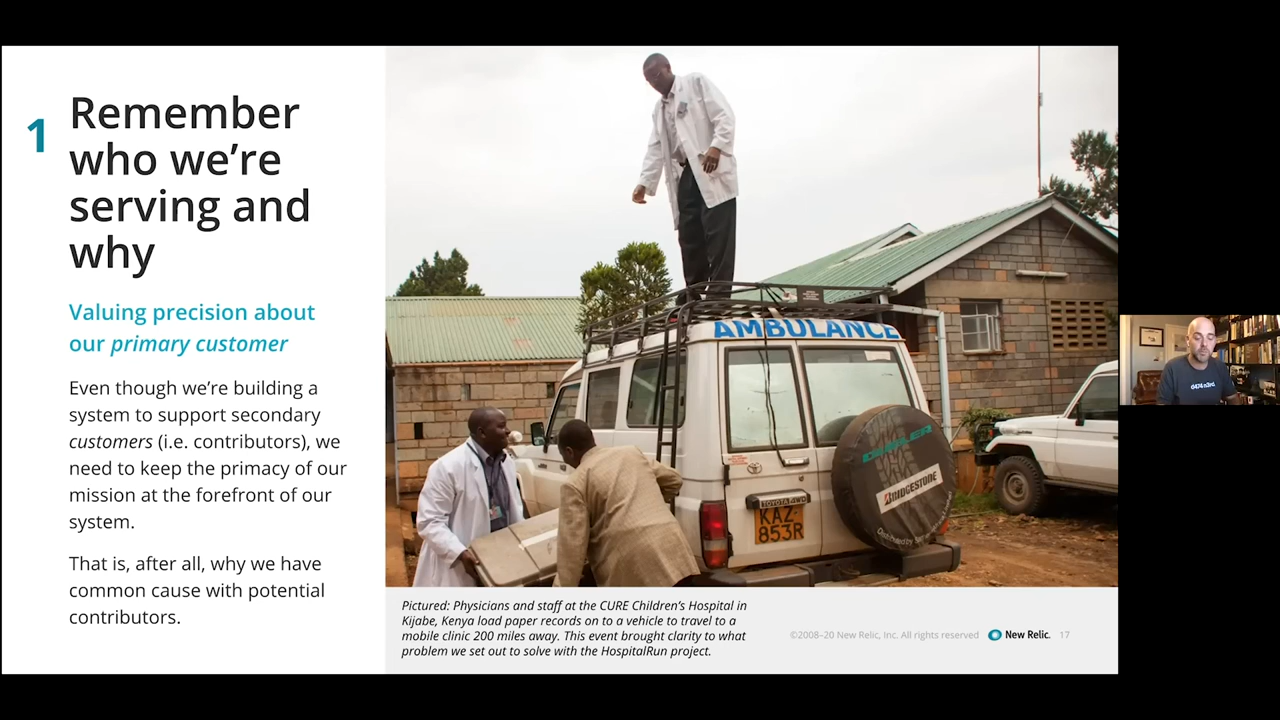 1
Remember
who we're
serving and
why
Valuing precision about
our primary customer
Even though we're building a
system to support secondary
customers (i.e. contributors), we
need to keep the primacy of our
mission at the forefront of our
system.
That is, after all, why we have
common cause with potential
contributors.
AMBULANCE
TOYOTA 4WD
KAZ
853R
BRIDGESTONE
Pictured: Physicians and staff at the CURE Children's Hospital in
Kijabe, Kenya load paper records on to a vehicle to travel to a
mobile clinic 200 miles away. This event brought clarity to what
problem we set out to solve with the HospitalRun project.
©2008–20 New Relic, Inc. All rights reserved
New Relic.
17